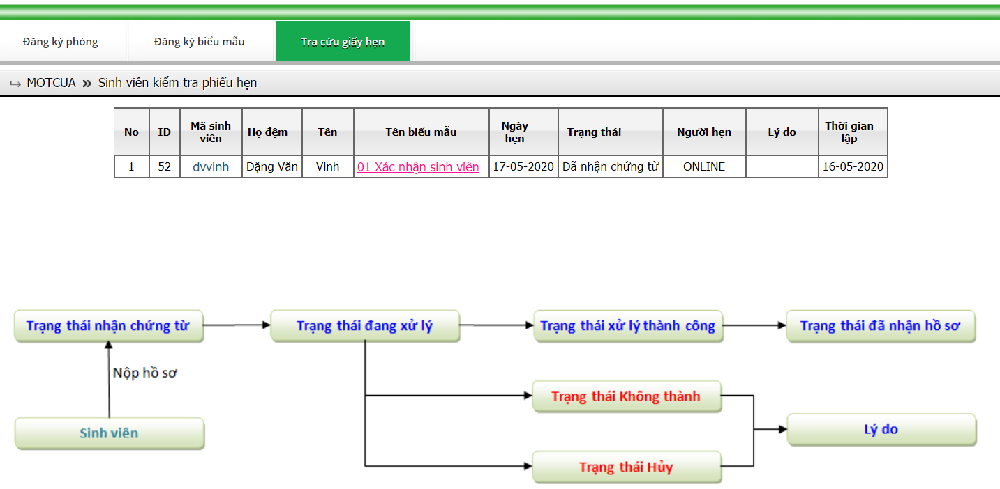 Đăng ký phòng Đăng ký biểu mẫu Tra cứu giấy hẹn
MOTCUA » Sinh viên kiểm tra phiếu hẹn
No ID Mã sinh viên Họ đệm Tên Tên biểu mẫu Ngày hẹn Trạng thái Người hẹn Lý do Thời gian lập
1 52 dvvinh Đặng Văn Vinh 01 Xác nhận sinh viên 17-05-2020 Đã nhận chứng từ ONLINE 16-05-2020
Trạng thái nhận chứng từ Trạng thái đang xử lý Trạng thái xử lý thành công Trạng thái đã nhận hồ sơ
Nộp hồ sơ
Trạng thái Không thành
Sinh viên
Lý do
Trạng thái Hủy